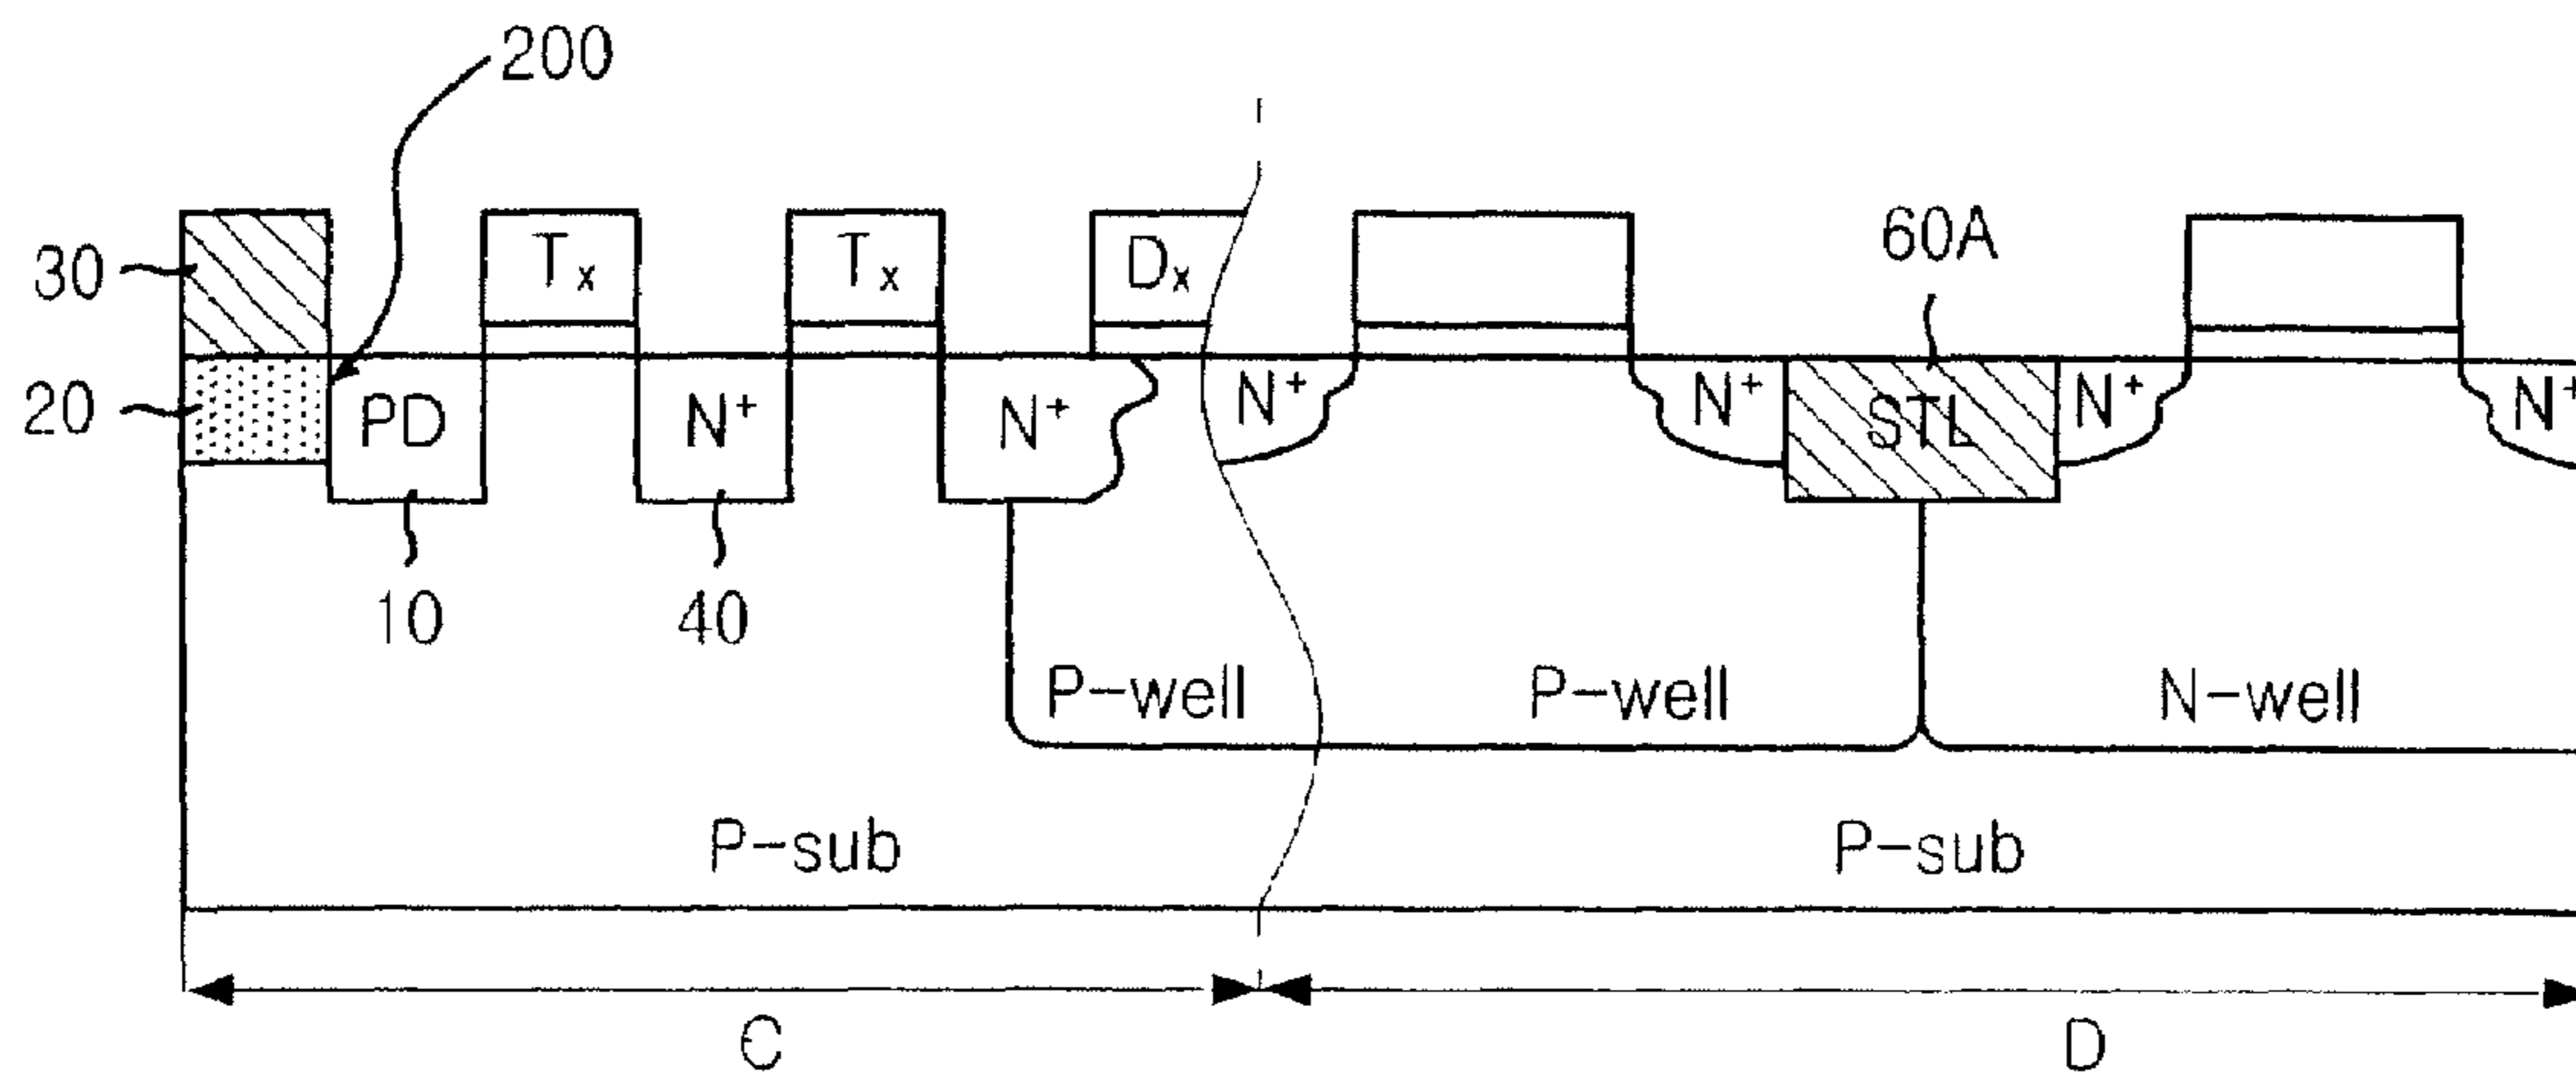 200
30
Tx
Tx
Dx
60A
20
PD
N+
N+
N+
N+
STL
N+
N+
10
40
P-well
P-well
N-well
P-sub
P-sub
C
D